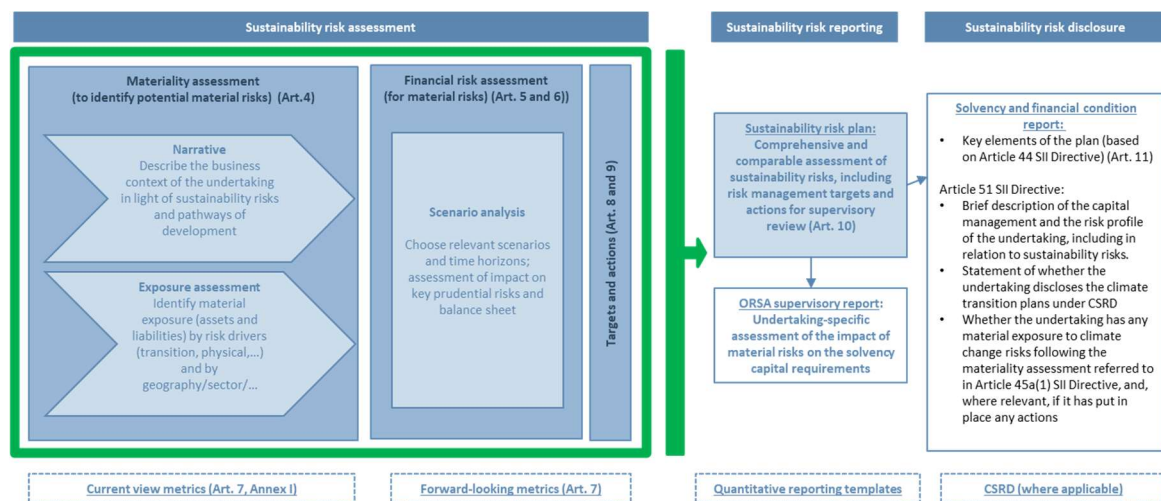 Sustainability risk assessment
Materiality assessment
(to identify potential material risks) (Art.4)
Narrative
Describe the business
context of the undertaking
in light of sustainability risks
and pathways of
development
Exposure assessment
Identify material
exposure (assets and
liabilities) by risk drivers
(transition, physical,...)
and by
geography/sector/...
Financial risk assessment
(for material risks) (Art. 5 and 6))
Scenario analysis
Choose relevant scenarios
and time horizons;
assessment of impact on
key prudential risks and
balance sheet
Targets and actions (Art. 8 and 9)
Current view metrics (Art. 7, Annex I)
Forward-looking metrics (Art. 7)
Sustainability risk reporting
Sustainability risk plan:
Comprehensive and
comparable assessment of
sustainability risks, including
risk management targets and
actions for supervisory
review (Art. 10)
ORSA supervisory report:
Undertaking-specific
assessment of the impact of
material risks on the solvency
capital requirements
Quantitative reporting templates
Sustainability risk disclosure
Solvency and financial condition
report:
• Key elements of the plan (based
on Article 44 SII Directive) (Art. 11)
Article 51 SII Directive:
• Brief description of the capital
management and the risk profile
of the undertaking, including in
relation to sustainability risks.
• Statement of whether the
undertaking discloses the climate
transition plans under CSRD
• Whether the undertaking has any
material exposure to climate
change risks following the
materiality assessment referred to
in Article 45a(1) SII Directive, and,
where relevant, if it has put in
place any actions
CSRD (where applicable)